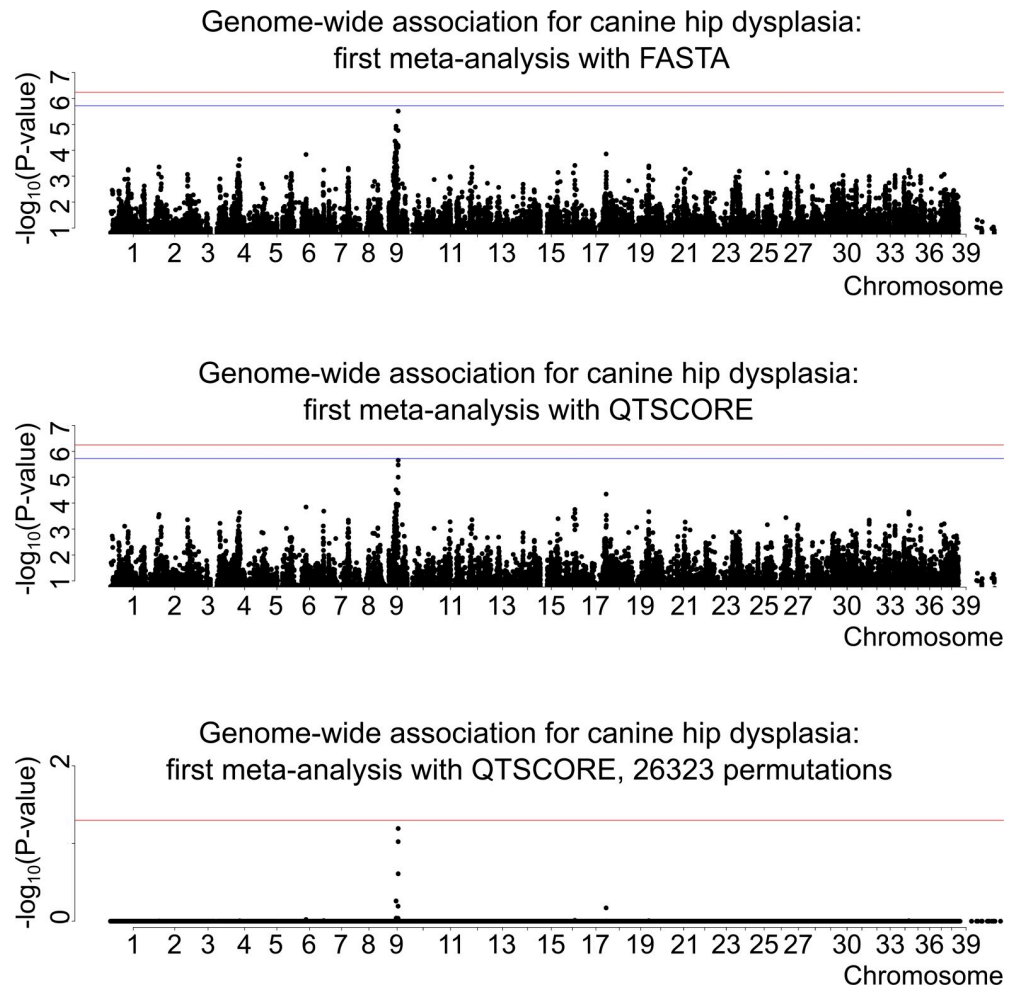 Genome-wide association for canine hip dysplasia:
first meta-analysis with FASTA
-log₁₀(P-value)
7
6
5
4
3
2
1
1 2 3 4 5 6 7 8 9 11 13 15 17 19 21 23 25 27 30 33 36 39
Chromosome
Genome-wide association for canine hip dysplasia:
first meta-analysis with QTSCORE
-log₁₀(P-value)
7
6
5
4
3
2
1
1 2 3 4 5 6 7 8 9 11 13 15 17 19 21 23 25 27 30 33 36 39
Chromosome
Genome-wide association for canine hip dysplasia:
first meta-analysis with QTSCORE, 26323 permutations
-log₁₀(P-value)
2
0
1 2 3 4 5 6 7 8 9 11 13 15 17 19 21 23 25 27 30 33 36 39
Chromosome